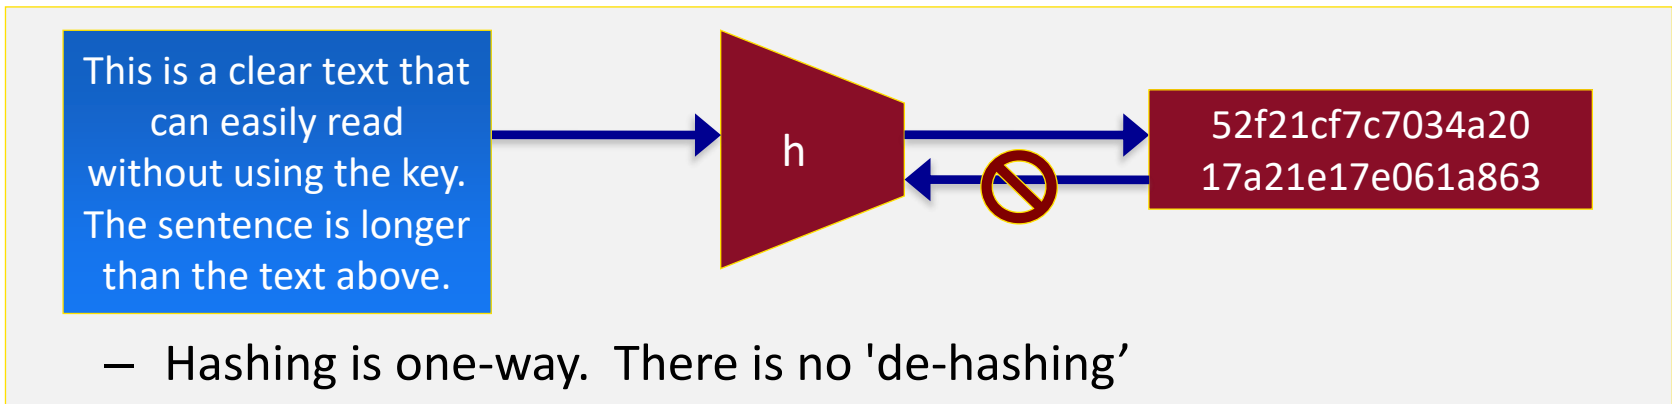 This is a clear text that
can easily read
without using the key.
The sentence is longer
than the text above.
h
52f21cf7c7034a20
17a21e17e061a863
– Hashing is one-way.  There is no 'de-hashing’